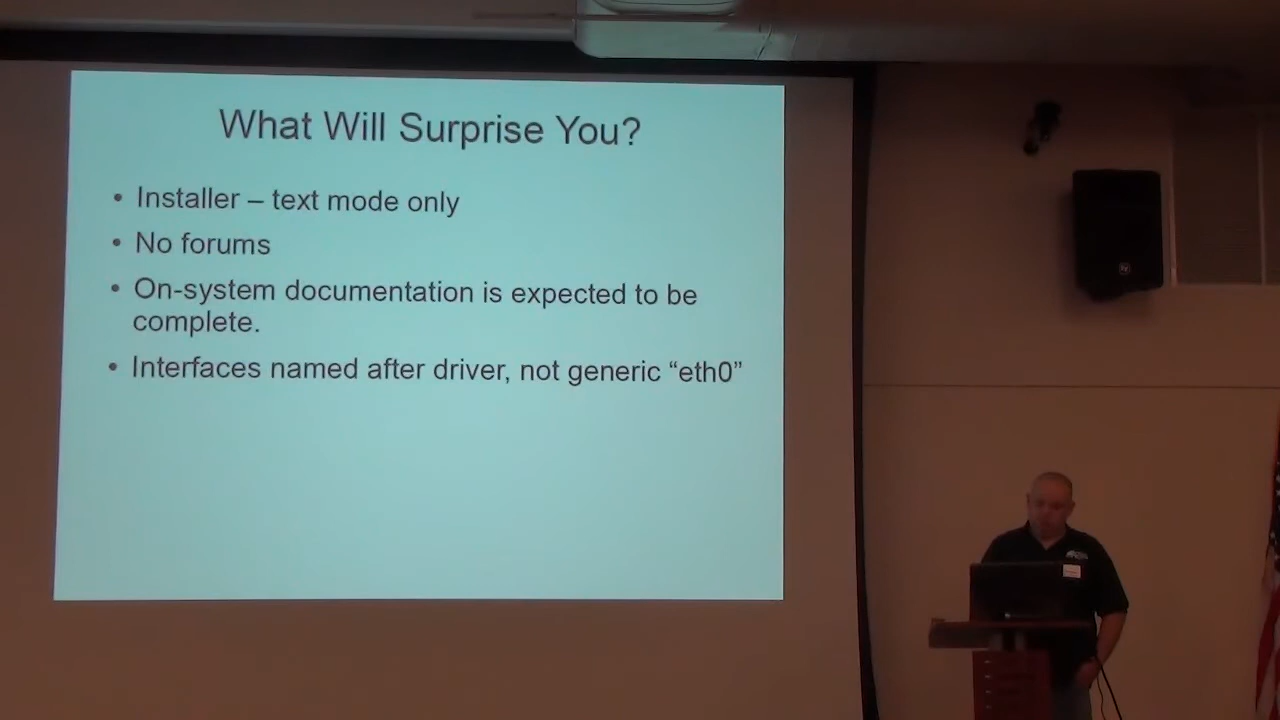 What Will Surprise You?
• Installer – text mode only
• No forums
• On-system documentation is expected to be
complete.
• Interfaces named after driver, not generic “eth0”